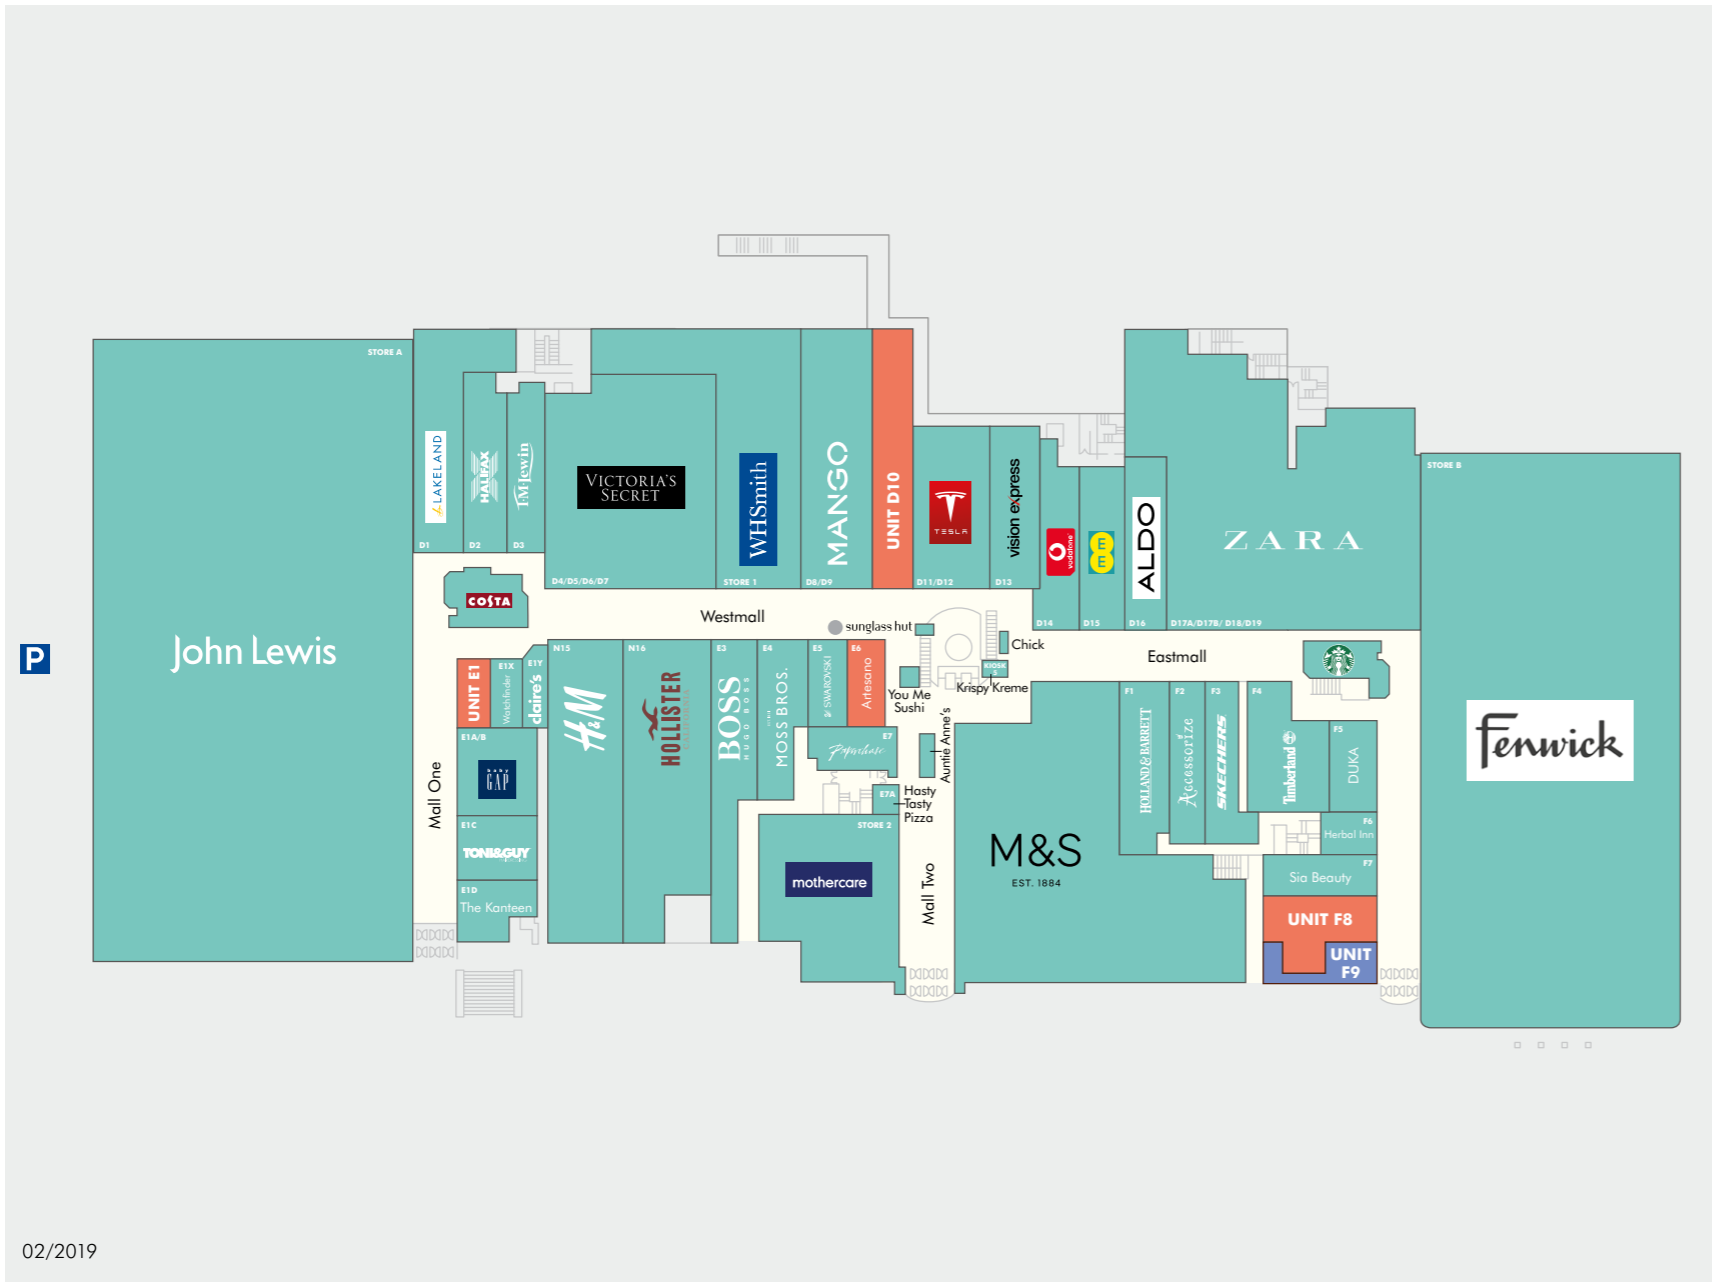 STORE A
John Lewis
P
LAKELAND
D1
HALIFAX
D2
T.M.Lewin
D3
VICTORIA'S
SECRET
D4/D5/D6/D7
WHSmith
STORE 1
MANGO
D8/D9
UNIT D10
TESLA
D11/D12
vision express
D13
vodafone
D14
EE
D15
ALDO
D16
ZARA
D17A/D17B/ D18/D19
STORE B
Fenwick
COSTA
Westmall
sunglass hut
Chick
KIOSK
5
Krispy Kreme
You Me
Sushi
Eastmall
UNIT E1
E1X
Watchfinder
E1Y
claire's
E1A/B
baby
GAP
E1C
TONI&GUY
E1D
The Kanteen
Mall One
N15
H&M
N16
HOLLISTER
CALIFORNIA
E3
BOSS
HUGO BOSS
E4
MOSS BROS.
E5
SWAROVSKI
E6
Artesano
E7
Paperchase
E7A
Hasty
Tasty
Pizza
Auntie Anne's
STORE 2
mothercare
Mall Two
M&S
EST. 1884
F1
HOLLAND & BARRETT
F2
Accessorize
F3
SKECHERS
F4
Timberland
F5
DUKA
F6
Herbal Inn
F7
Sia Beauty
UNIT F8
UNIT
F9
02/2019